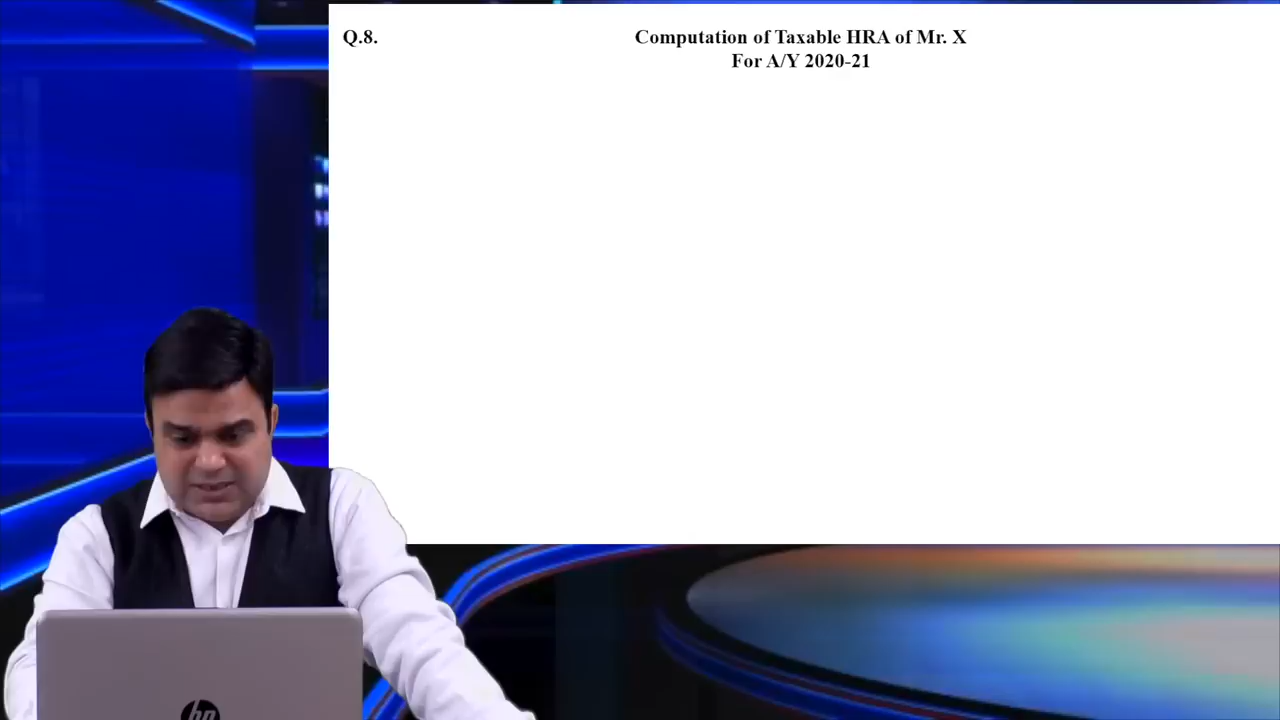 Q.8.
Computation of Taxable HRA of Mr. X
For A/Y 2020-21
hp